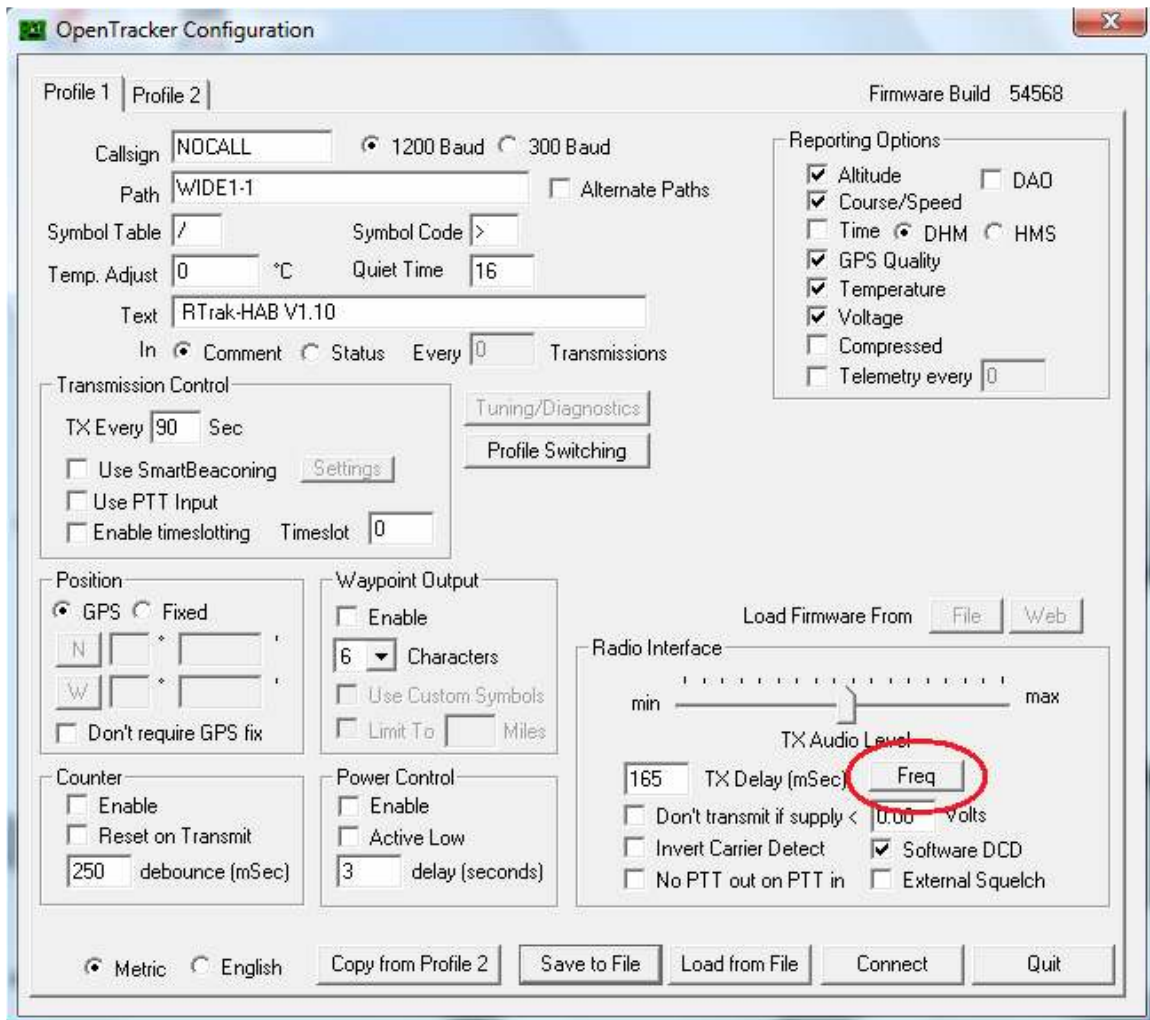 OpenTracker Configuration
Profile 1 Profile 2 Firmware Build 54568
Callsign NOCALL 1200 Baud 300 Baud
Path WIDE1-1 Alternate Paths
Symbol Table / Symbol Code >
Temp. Adjust 0 °C Quiet Time 16
Text RTrak-HAB V1.10
In Comment Status Every 0 Transmissions
Reporting Options
Altitude DAO
Course/Speed
Time DHM HMS
GPS Quality
Temperature
Voltage
Compressed
Telemetry every 0
Transmission Control
TX Every 90 Sec
Use SmartBeaconing Settings
Use PTT Input
Enable timeslotting Timeslot 0
Tuning/Diagnostics
Profile Switching
Position
GPS Fixed
N ° '
W ° '
Don't require GPS fix
Waypoint Output
Enable
6 Characters
Use Custom Symbols
Limit To Miles
Load Firmware From File Web
Counter
Enable
Reset on Transmit
250 debounce (mSec)
Power Control
Enable
Active Low
3 delay (seconds)
Radio Interface
min max
TX Audio Level
165 TX Delay (mSec) Freq
Don't transmit if supply < 0.00 Volts
Invert Carrier Detect Software DCD
No PTT out on PTT in External Squelch
Metric English Copy from Profile 2 Save to File Load from File Connect Quit